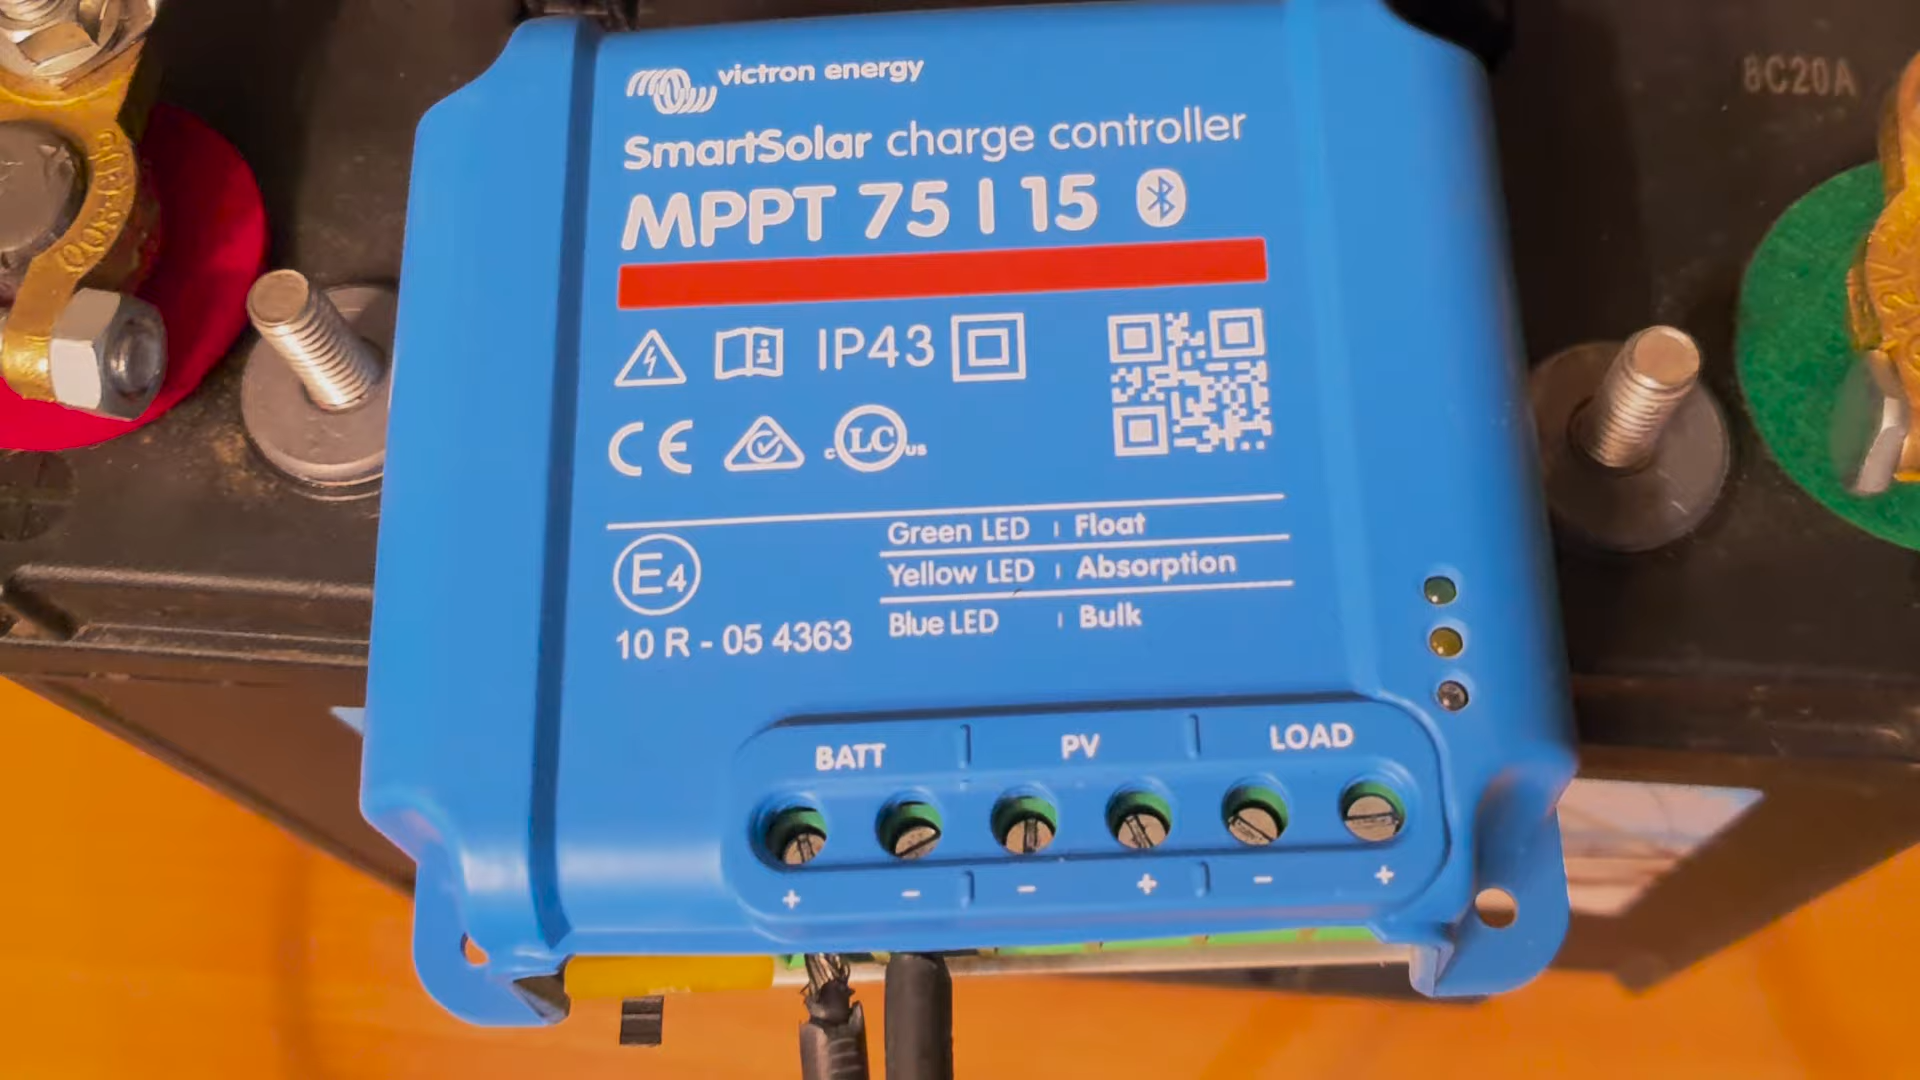 victron energy
SmartSolar charge controller
MPPT 75 | 15
IP43
CE
c LC us
Green LED | Float
Yellow LED | Absorption
Blue LED | Bulk
E4
10 R - 05 4363
BATT | PV | LOAD
+ - | - + | - +
8C20A